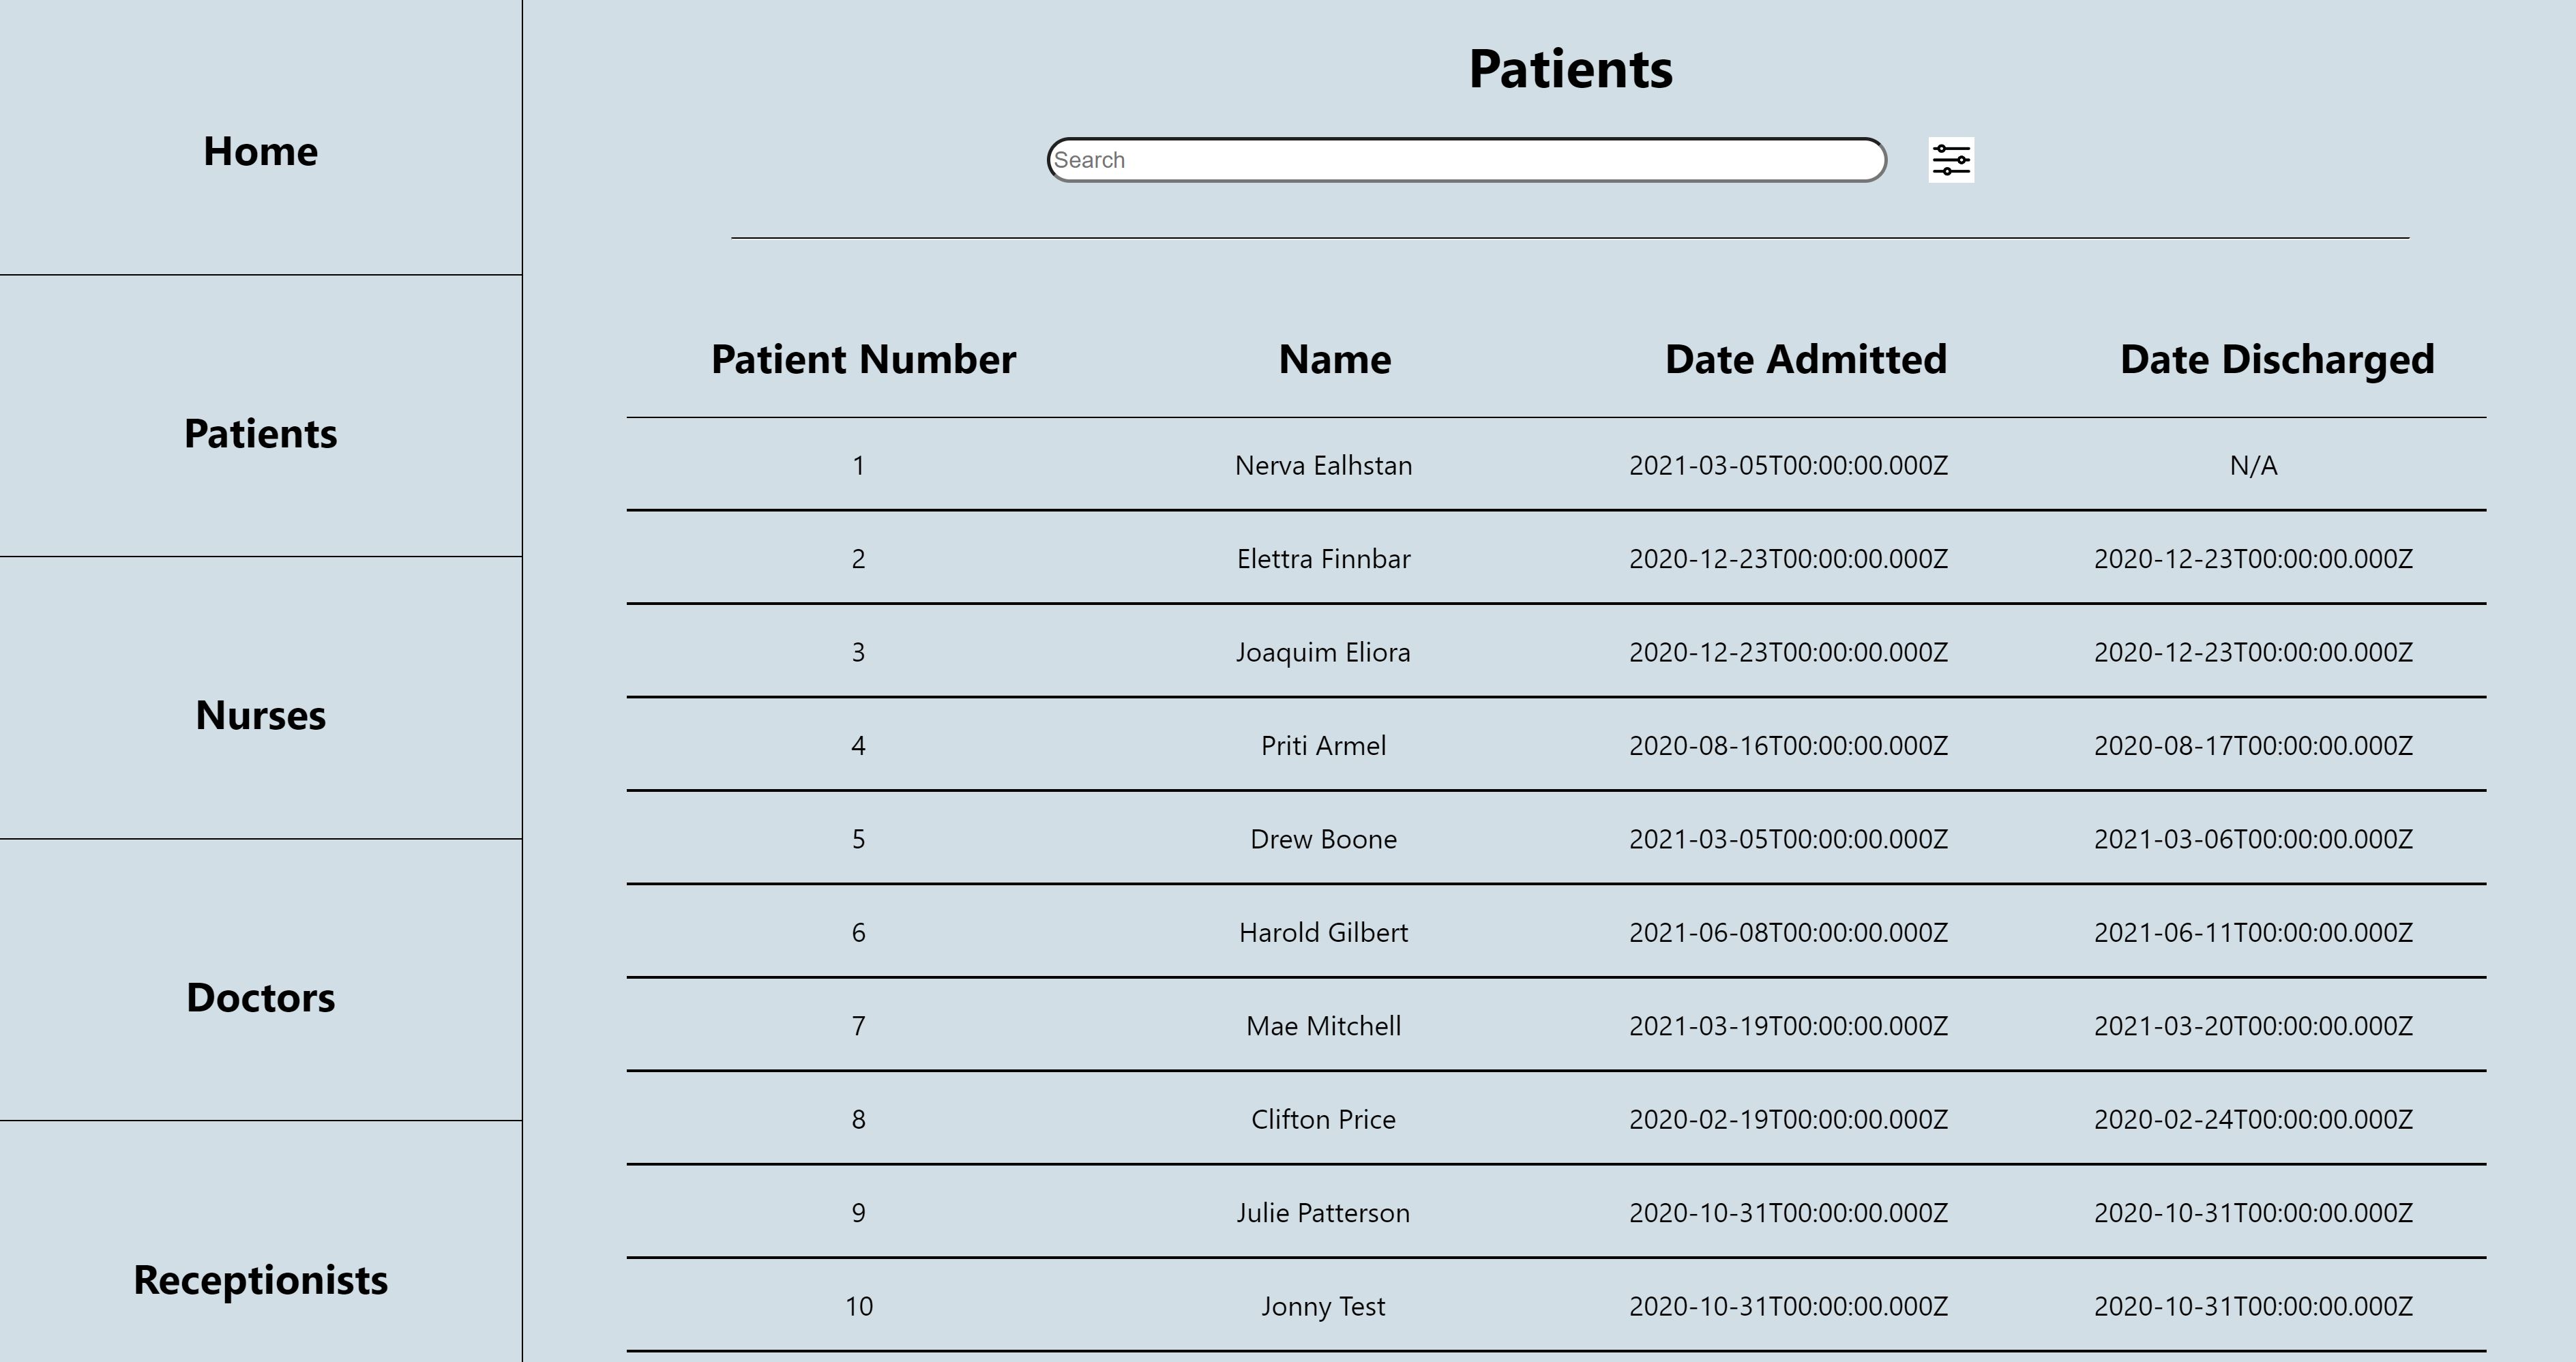 Home
Patients
Nurses
Doctors
Receptionists
Patients
Search
Patient Number Name Date Admitted Date Discharged
1 Nerva Ealhstan 2021-03-05T00:00:00.000Z N/A
2 Elettra Finnbar 2020-12-23T00:00:00.000Z 2020-12-23T00:00:00.000Z
3 Joaquim Eliora 2020-12-23T00:00:00.000Z 2020-12-23T00:00:00.000Z
4 Priti Armel 2020-08-16T00:00:00.000Z 2020-08-17T00:00:00.000Z
5 Drew Boone 2021-03-05T00:00:00.000Z 2021-03-06T00:00:00.000Z
6 Harold Gilbert 2021-06-08T00:00:00.000Z 2021-06-11T00:00:00.000Z
7 Mae Mitchell 2021-03-19T00:00:00.000Z 2021-03-20T00:00:00.000Z
8 Clifton Price 2020-02-19T00:00:00.000Z 2020-02-24T00:00:00.000Z
9 Julie Patterson 2020-10-31T00:00:00.000Z 2020-10-31T00:00:00.000Z
10 Jonny Test 2020-10-31T00:00:00.000Z 2020-10-31T00:00:00.000Z